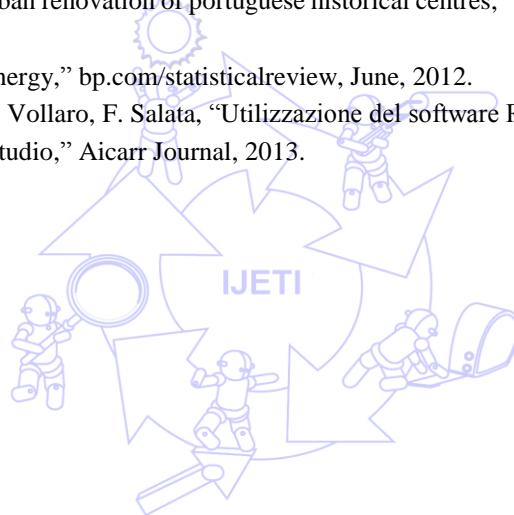 ban renovation of portuguese historical centres,"
nergy," bp.com/statisticalreview, June, 2012.
Vollaro, F. Salata, "Utilizzazione del software
tudio," Aicarr Journal, 2013.
IJETI